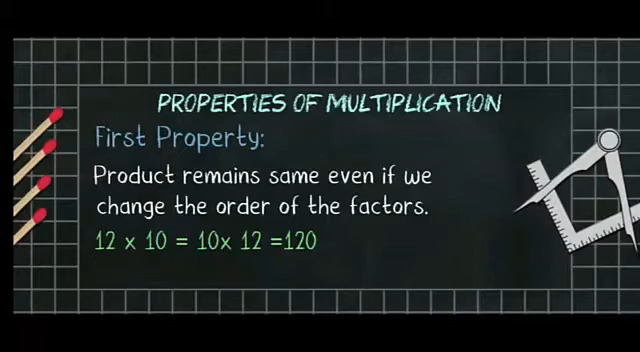 PROPERTIES OF MULTIPLICATION
First Property:
Product remains same even if we
change the order of the factors.
12 x 10 = 10x 12 =120